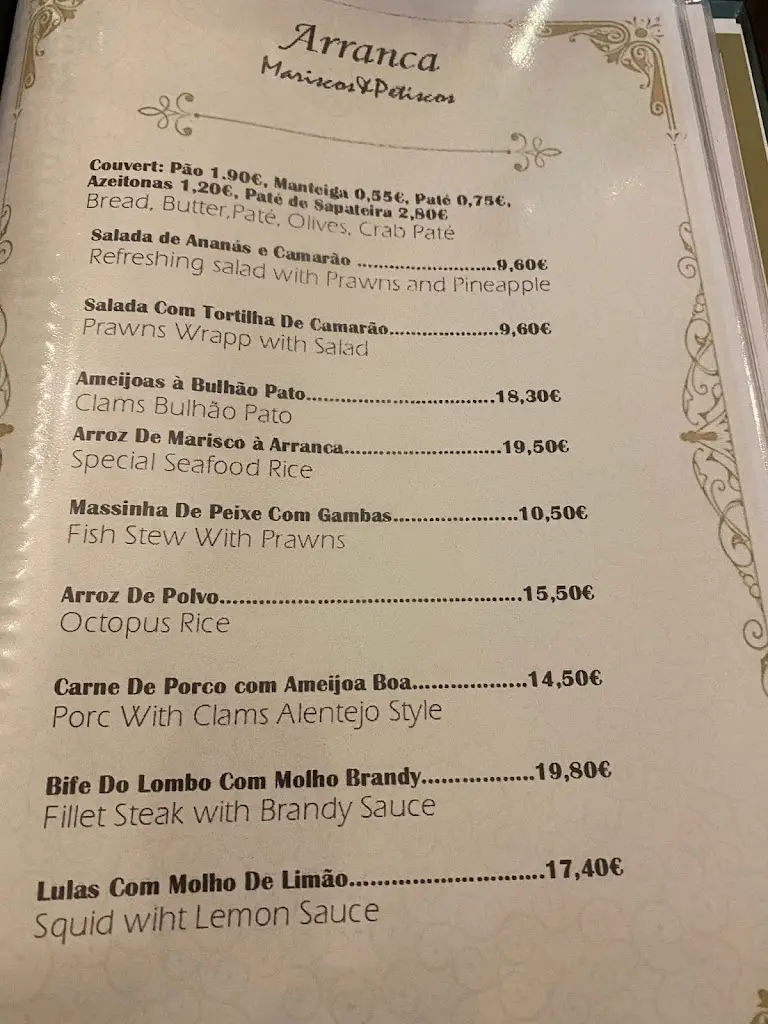 Arranca
Mariscos&Petiscos
Couvert: Pão 1.90€, Manteiga 0,55€, Paté 0,75€,
Azeitonas 1,20€, Paté de Sapateira 2,80€
Bread, Butter,Paté, Olives, Crab Paté
Salada de Ananás e Camarão ..........................9,60€
Refreshing salad with Prawns and Pineapple
Salada Com Tortilha De Camarão....................9,60€
Prawns Wrapp with Salad
Ameijoas à Bulhão Pato.................................18,30€
Clams Bulhão Pato
Arroz De Marisco à Arranca...........................19,50€
Special Seafood Rice
Massinha De Peixe Com Gambas.....................10,50€
Fish Stew With Prawns
Arroz De Polvo..............................................15,50€
Octopus Rice
Carne De Porco com Ameijoa Boa.................14,50€
Porc With Clams Alentejo Style
Bife Do Lombo Com Molho Brandy.................19,80€
Fillet Steak with Brandy Sauce
Lulas Com Molho De Limão...........................17,40€
Squid wiht Lemon Sauce